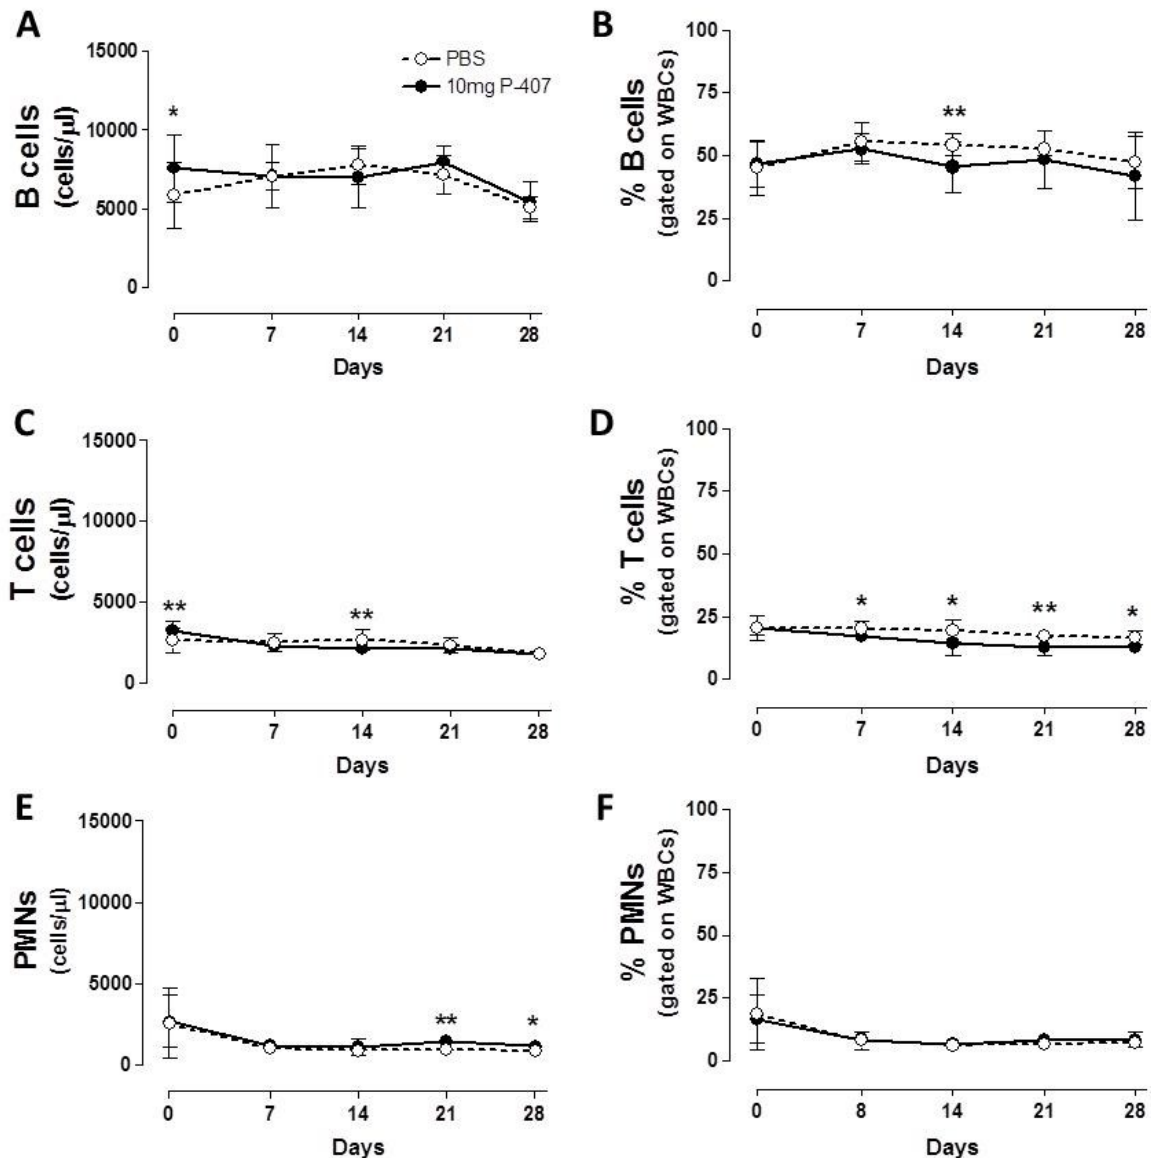 A
B cells
(cells/µl)
15000
10000
5000
0
PBS
10mg P-407
*
0 7 14 21 28
Days
B
% B cells
(gated on WBCs)
100
75
50
25
0
**
0 7 14 21 28
Days
C
T cells
(cells/µl)
15000
10000
5000
0
** **
0 7 14 21 28
Days
D
% T cells
(gated on WBCs)
100
75
50
25
0
* * ** *
0 7 14 21 28
Days
E
PMNs
(cells/µl)
15000
10000
5000
0
** *
0 7 14 21 28
Days
F
% PMNs
(gated on WBCs)
100
75
50
25
0
0 8 14 21 28
Days